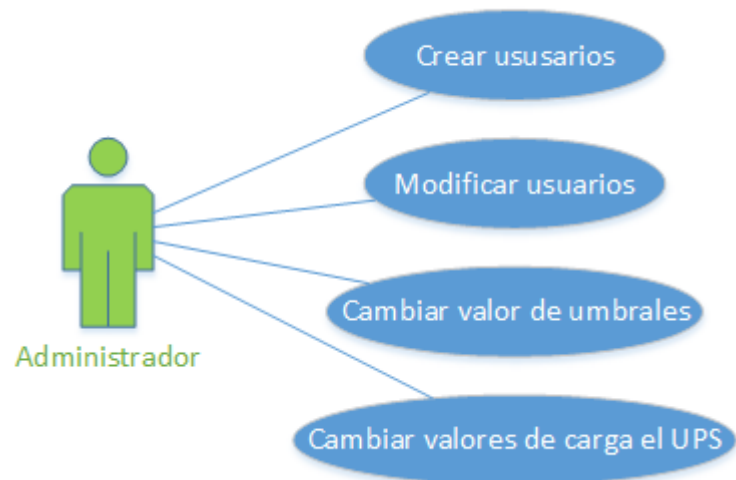 Crear ususarios
Modificar usuarios
Cambiar valor de umbrales
Administrador
Cambiar valores de carga el UPS